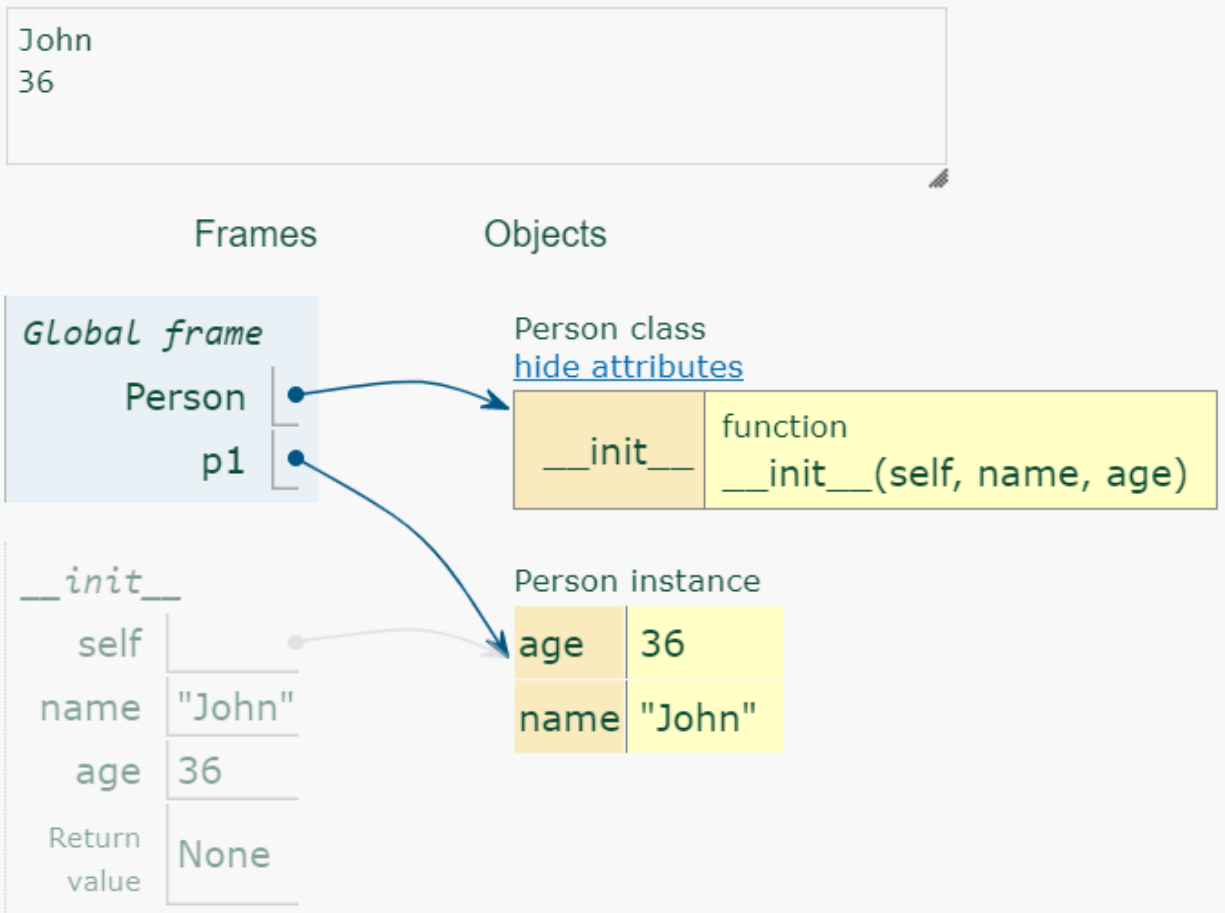 John
36
Frames Objects
Global frame
Person
p1
Person class
hide attributes
__init__
function
__init__(self, name, age)
__init__
self
name "John"
age 36
Return value None
Person instance
age 36
name "John"